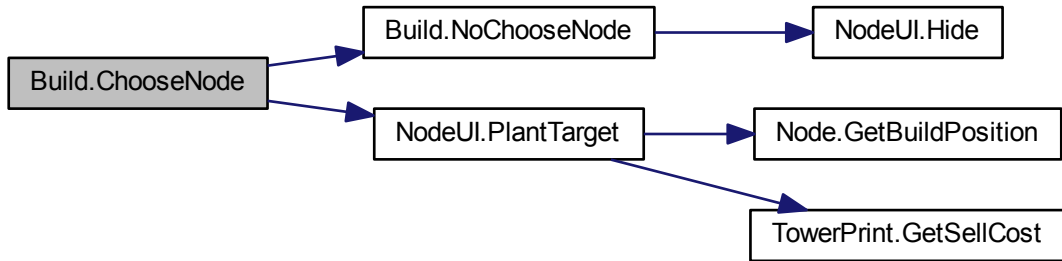 Build.ChooseNode
Build.NoChooseNode
NodeUI.Hide
NodeUI.PlantTarget
Node.GetBuildPosition
TowerPrint.GetSellCost